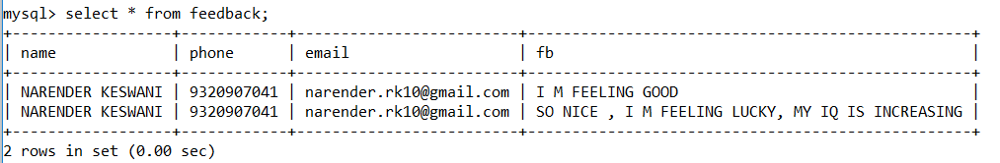 mysql> select * from feedback;
+-----------------+------------+------------------------+------------------------------------------------+
| name            | phone      | email                  | fb                                             |
+-----------------+------------+------------------------+------------------------------------------------+
| NARENDER KESWANI | 9320907041 | narender.rk10@gmail.com | I M FEELING GOOD                               |
| NARENDER KESWANI | 9320907041 | narender.rk10@gmail.com | SO NICE , I M FEELING LUCKY, MY IQ IS INCREASING |
+-----------------+------------+------------------------+------------------------------------------------+
2 rows in set (0.00 sec)